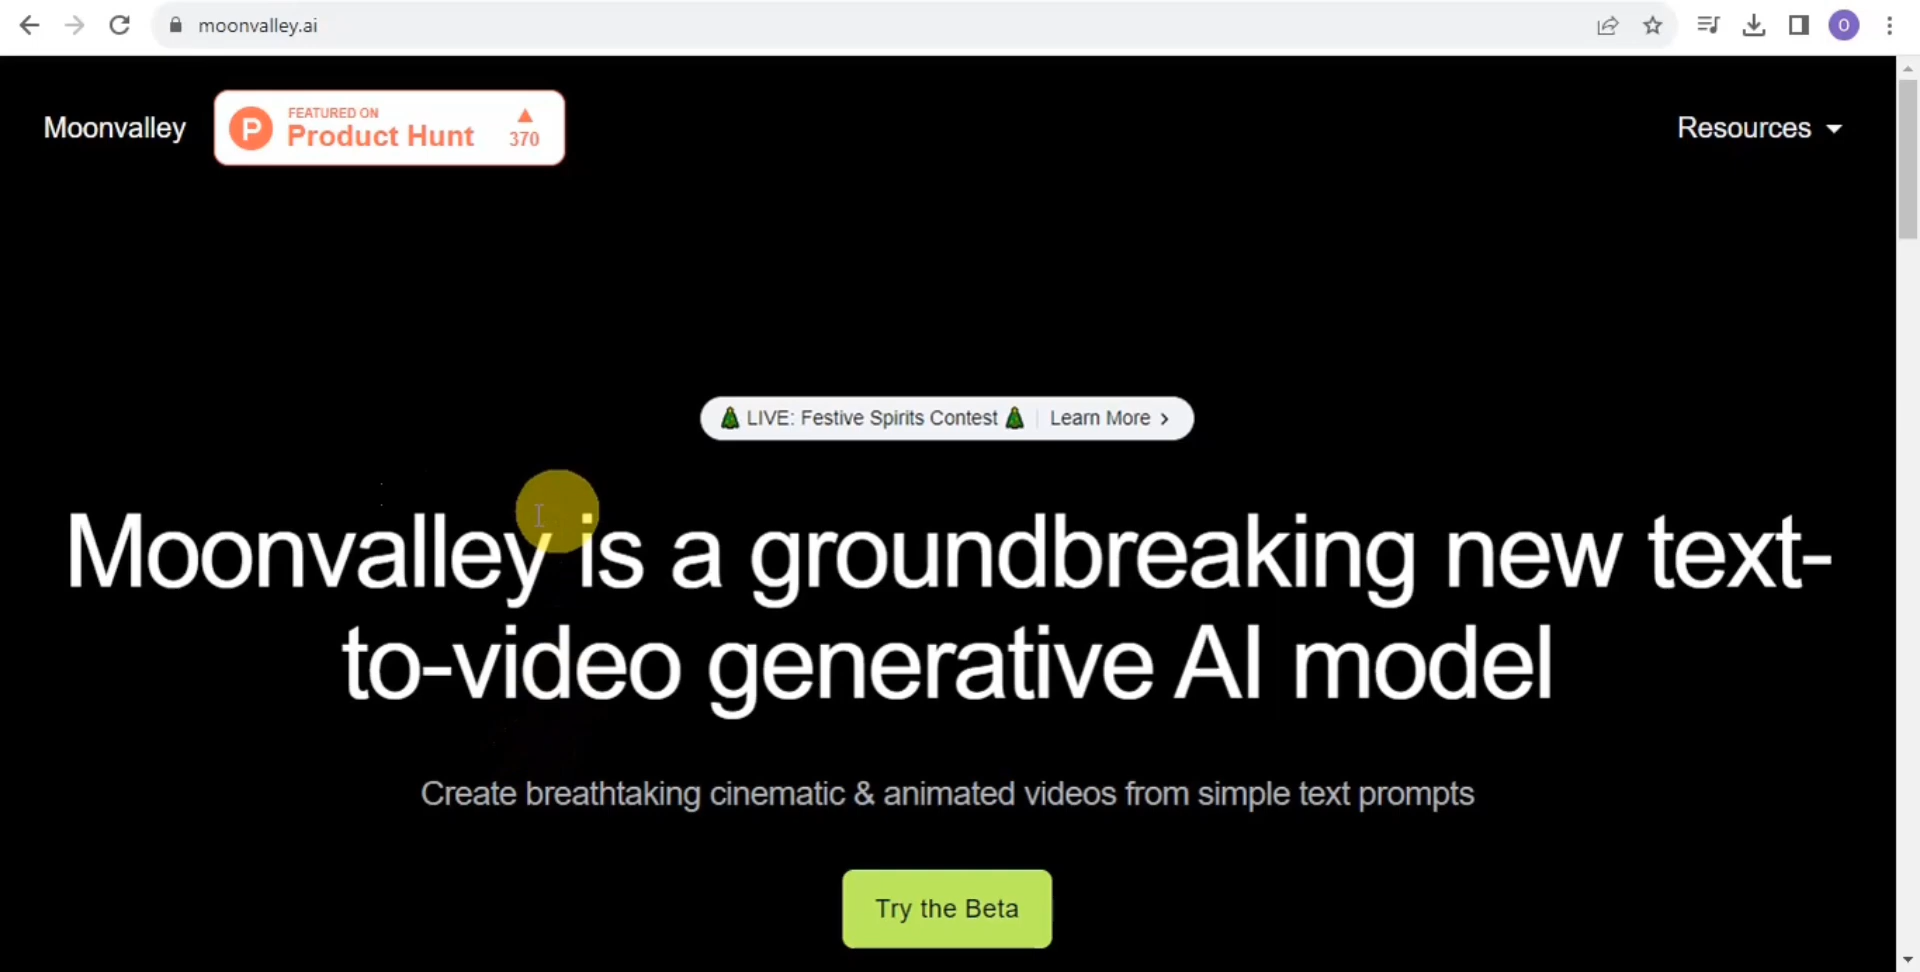 moonvalley.ai
O
Moonvalley
FEATURED ON
Product Hunt
370
Resources
LIVE: Festive Spirits Contest
Learn More
Moonvalley is a groundbreaking new text-
to-video generative AI model
Create breathtaking cinematic & animated videos from simple text prompts
Try the Beta